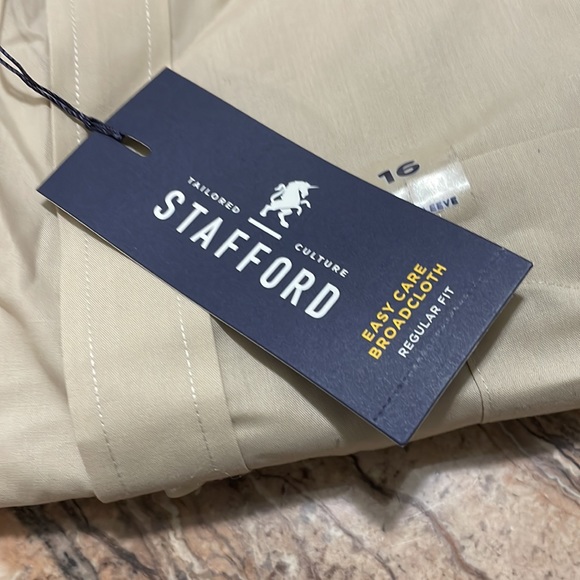 TAILORED
CULTURE
STAFFORD
EASY CARE
BROADCLOTH
REGULAR FIT
16